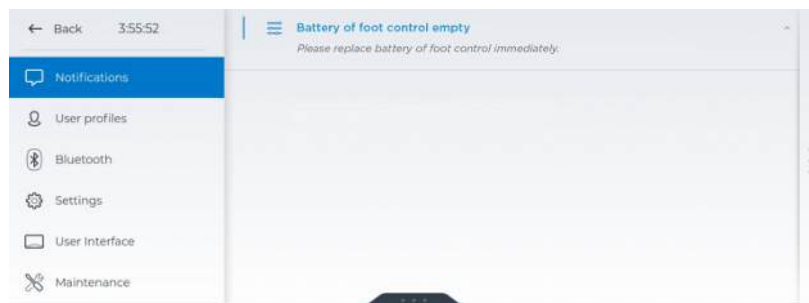 Back 3:55:52
Notifications
User profiles
Bluetooth
Settings
User Interface
Maintenance
Battery of foot control empty
Please replace battery of foot control immediately.